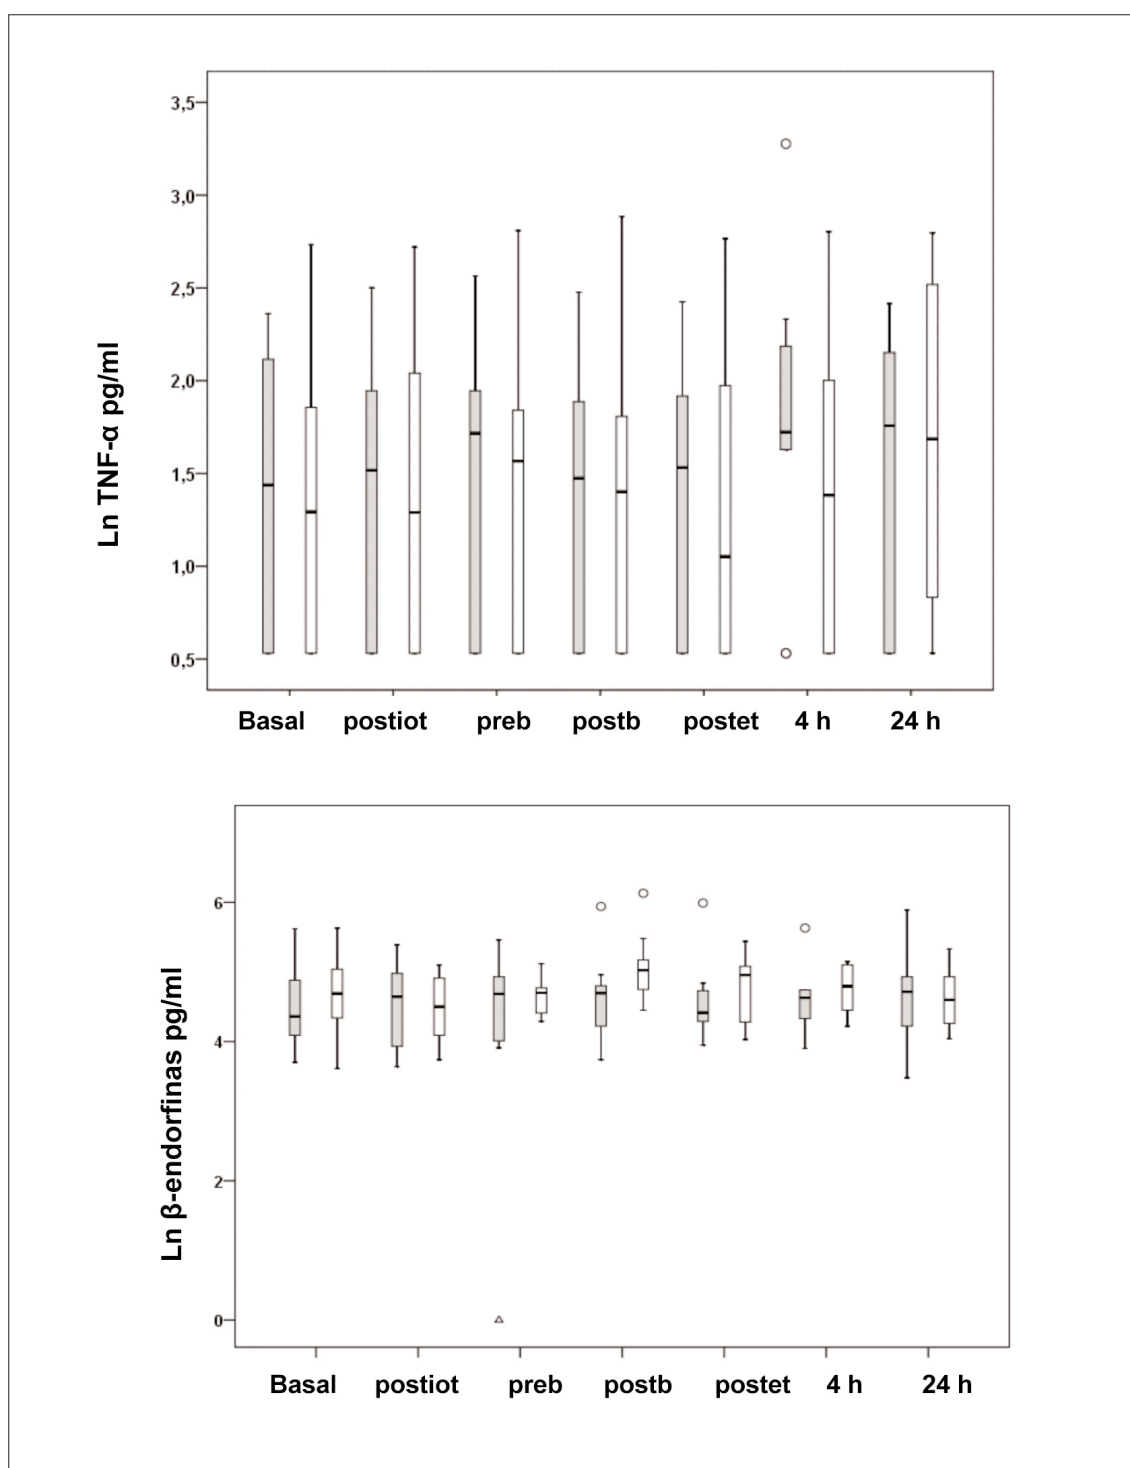 Ln TNF-α pg/ml
3,5
3,0
2,5
2,0
1,5
1,0
0,5
Basal postiot preb postb postet 4 h 24 h
Ln β-endorfinas pg/ml
6
4
2
0
Basal postiot preb postb postet 4 h 24 h